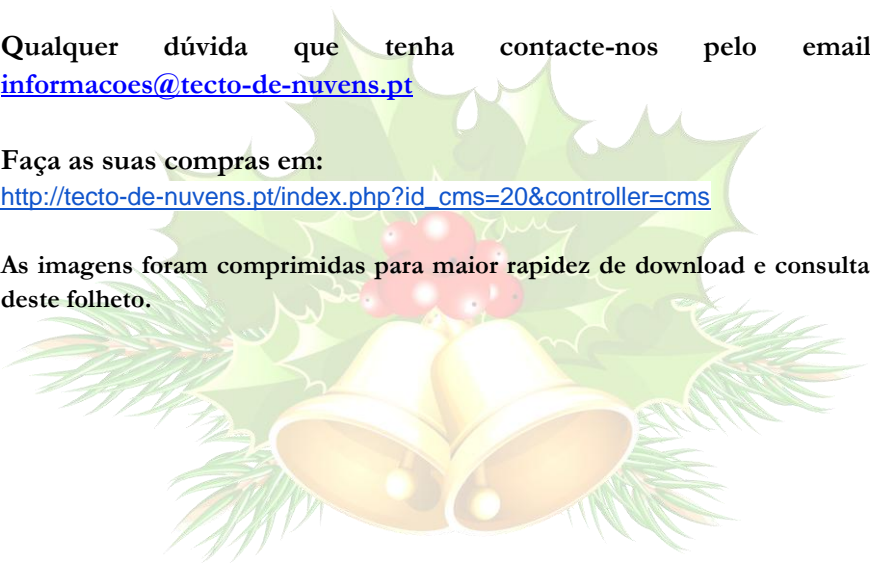 Qualquer dúvida que tenha contacte-nos pelo email
informacoes@tecto-de-nuvens.pt
Faça as suas compras em:
http://tecto-de-nuvens.pt/index.php?id_cms=20&controller=cms
As imagens foram comprimidas para maior rapidez de download e consulta
deste folheto.